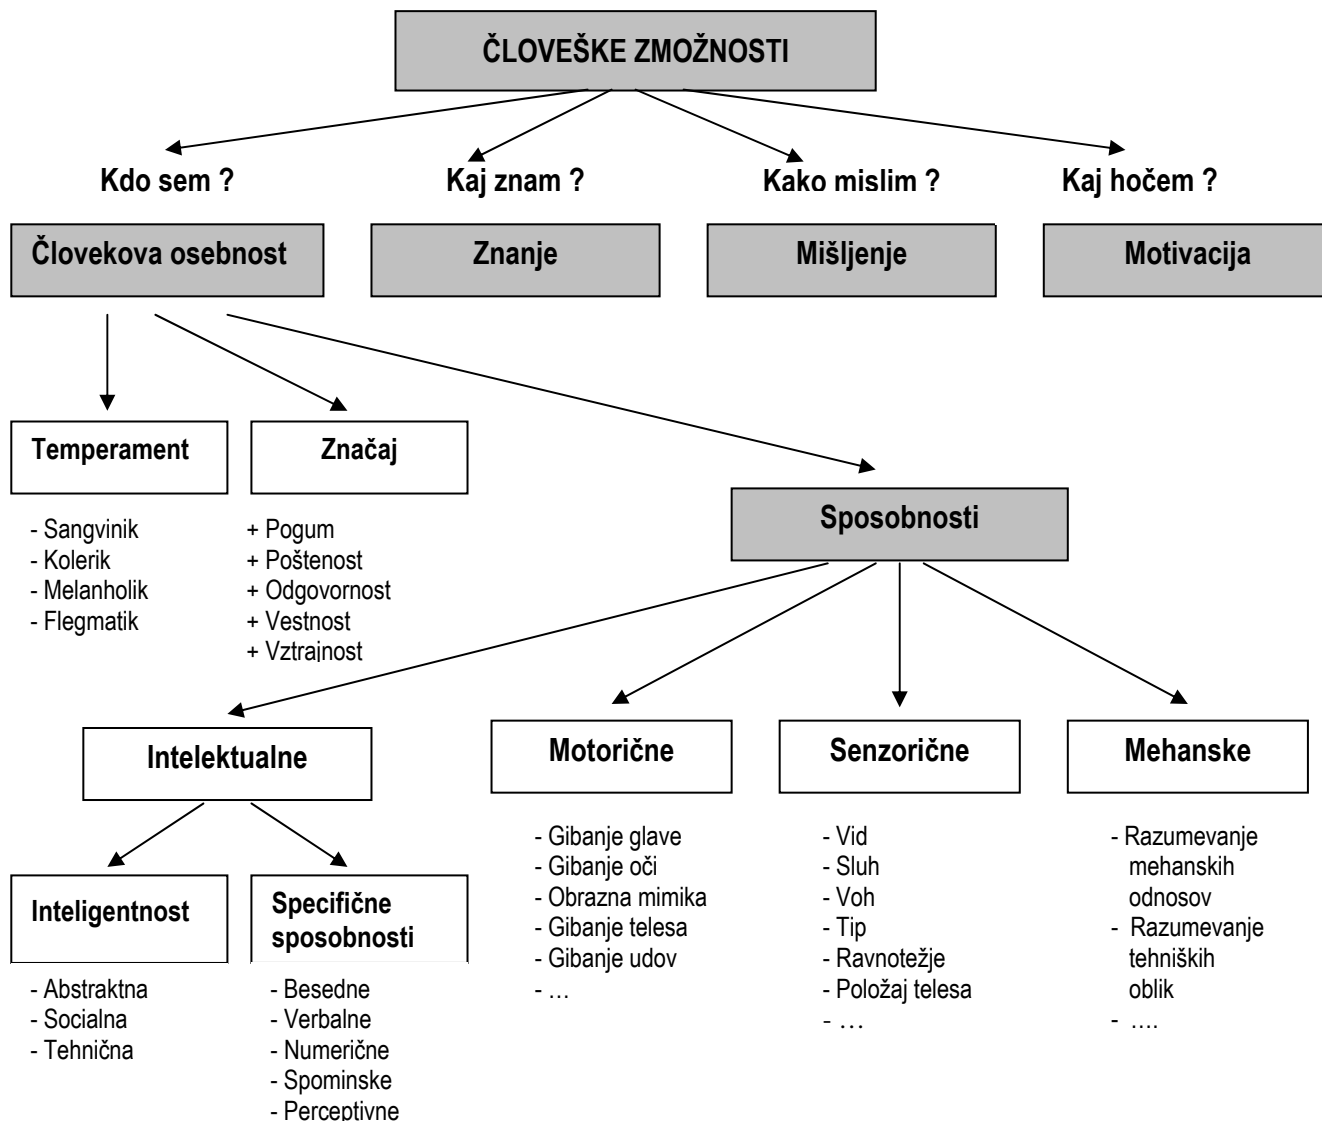 ČLOVEŠKE ZMOŽNOSTI
Kdo sem ?
Kaj znam ?
Kako mislim ?
Kaj hočem ?
Človekova osebnost
Znanje
Mišljenje
Motivacija
Temperament
Značaj
- Sangvinik
- Kolerik
- Melanholik
- Flegmatik
+ Pogum
+ Poštenost
+ Odgovornost
+ Vestnost
+ Vztrajnost
Sposobnosti
Intelektualne
Motorične
Senzorične
Mehanske
Inteligentnost
Specifične
sposobnosti
- Abstraktna
- Socialna
- Tehnična
- Besedne
- Verbalne
- Numerične
- Spominske
- Perceptivne
- Gibanje glave
- Gibanje oči
- Obrazna mimika
- Gibanje telesa
- Gibanje udov
- …
- Vid
- Sluh
- Voh
- Tip
- Ravnotežje
- Položaj telesa
- …
- Razumevanje
mehanskih
odnosov
- Razumevanje
tehniških
oblik
- ….